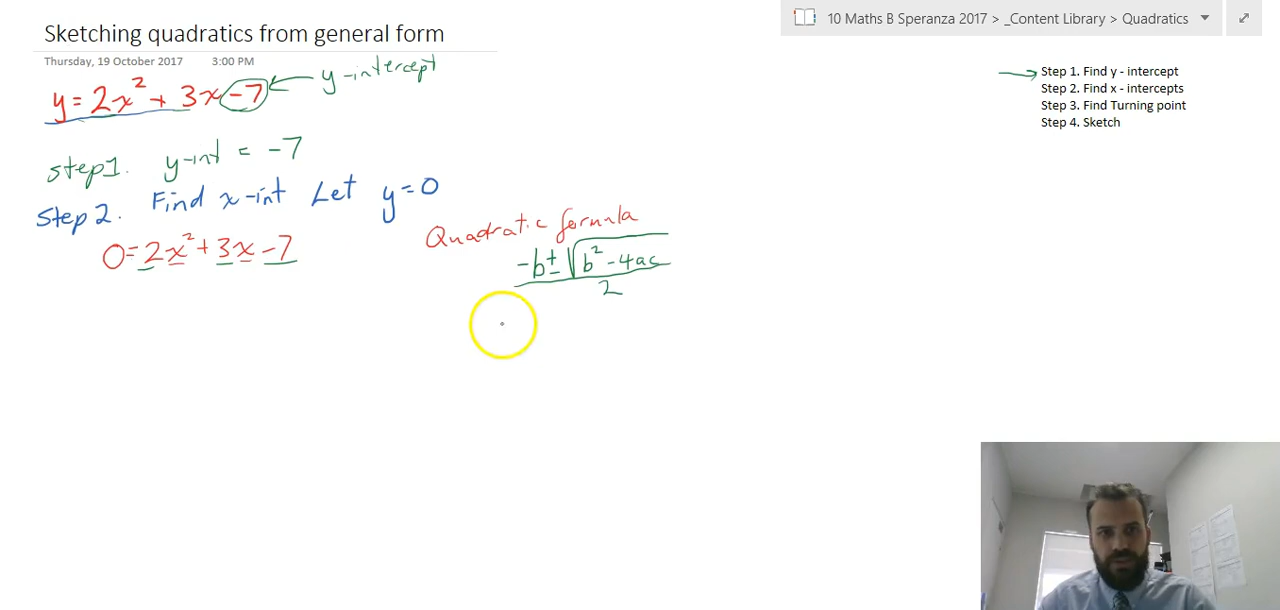 Sketching quadratics from general form
Thursday, 19 October 2017 3:00 PM
10 Maths B Speranza 2017 > _Content Library > Quadratics
Step 1. Find y - intercept
Step 2. Find x - intercepts
Step 3. Find Turning point
Step 4. Sketch
y = 2x² + 3x - 7 ← y-intercept
step1. y-int = -7
Step 2. Find x-int Let y = 0
0 = 2x² + 3x - 7
Quadratic formula
-b ± √b² - 4ac
2